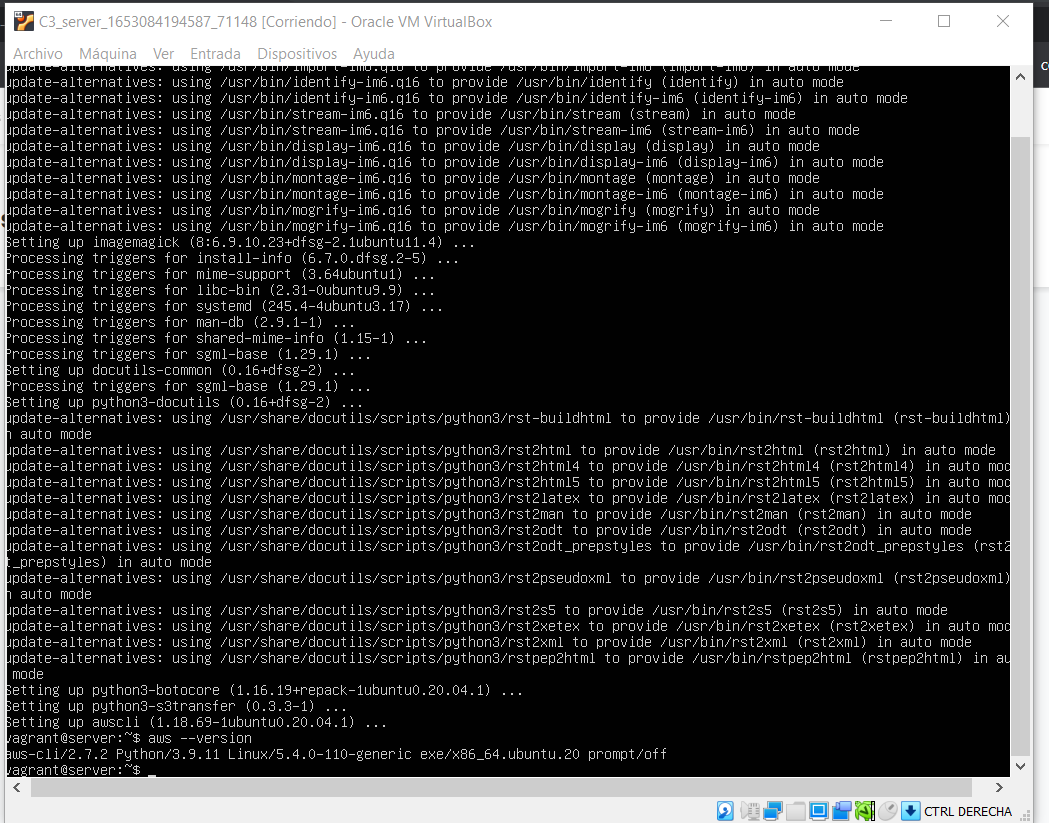 C3_server_1653084194587_71148 [Corriendo] - Oracle VM VirtualBox
Archivo Máquina Ver Entrada Dispositivos Ayuda
update-alternatives: using /usr/bin/import-im6.q16 to provide /usr/bin/import-im6 (import-im6) in auto mode
update-alternatives: using /usr/bin/identify-im6.q16 to provide /usr/bin/identify (identify) in auto mode
update-alternatives: using /usr/bin/identify-im6.q16 to provide /usr/bin/identify-im6 (identify-im6) in auto mode
update-alternatives: using /usr/bin/stream-im6.q16 to provide /usr/bin/stream (stream) in auto mode
update-alternatives: using /usr/bin/stream-im6.q16 to provide /usr/bin/stream-im6 (stream-im6) in auto mode
update-alternatives: using /usr/bin/display-im6.q16 to provide /usr/bin/display (display) in auto mode
update-alternatives: using /usr/bin/display-im6.q16 to provide /usr/bin/display-im6 (display-im6) in auto mode
update-alternatives: using /usr/bin/montage-im6.q16 to provide /usr/bin/montage (montage) in auto mode
update-alternatives: using /usr/bin/montage-im6.q16 to provide /usr/bin/montage-im6 (montage-im6) in auto mode
update-alternatives: using /usr/bin/mogrify-im6.q16 to provide /usr/bin/mogrify (mogrify) in auto mode
update-alternatives: using /usr/bin/mogrify-im6.q16 to provide /usr/bin/mogrify-im6 (mogrify-im6) in auto mode
Setting up imagemagick (8:6.9.10.23+dfsg-2.1ubuntu11.4) ...
Processing triggers for install-info (6.7.0.dfsg.2-5) ...
Processing triggers for mime-support (3.64ubuntu1) ...
Processing triggers for libc-bin (2.31-0ubuntu9.9) ...
Processing triggers for systemd (245.4-4ubuntu3.17) ...
Processing triggers for man-db (2.9.1-1) ...
Processing triggers for shared-mime-info (1.15-1) ...
Processing triggers for sgml-base (1.29.1) ...
Setting up docutils-common (0.16+dfsg-2) ...
Processing triggers for sgml-base (1.29.1) ...
Setting up python3-docutils (0.16+dfsg-2) ...
update-alternatives: using /usr/share/docutils/scripts/python3/rst-buildhtml to provide /usr/bin/rst-buildhtml (rst-buildhtml)
n auto mode
update-alternatives: using /usr/share/docutils/scripts/python3/rst2html to provide /usr/bin/rst2html (rst2html) in auto mode
update-alternatives: using /usr/share/docutils/scripts/python3/rst2html4 to provide /usr/bin/rst2html4 (rst2html4) in auto mod
update-alternatives: using /usr/share/docutils/scripts/python3/rst2html5 to provide /usr/bin/rst2html5 (rst2html5) in auto mod
update-alternatives: using /usr/share/docutils/scripts/python3/rst2latex to provide /usr/bin/rst2latex (rst2latex) in auto mod
update-alternatives: using /usr/share/docutils/scripts/python3/rst2man to provide /usr/bin/rst2man (rst2man) in auto mode
update-alternatives: using /usr/share/docutils/scripts/python3/rst2odt to provide /usr/bin/rst2odt (rst2odt) in auto mode
update-alternatives: using /usr/share/docutils/scripts/python3/rst2odt_prepstyles to provide /usr/bin/rst2odt_prepstyles (rst2
t_prepstyles) in auto mode
update-alternatives: using /usr/share/docutils/scripts/python3/rst2pseudoxml to provide /usr/bin/rst2pseudoxml (rst2pseudoxml)
n auto mode
update-alternatives: using /usr/share/docutils/scripts/python3/rst2s5 to provide /usr/bin/rst2s5 (rst2s5) in auto mode
update-alternatives: using /usr/share/docutils/scripts/python3/rst2xetex to provide /usr/bin/rst2xetex (rst2xetex) in auto mod
update-alternatives: using /usr/share/docutils/scripts/python3/rst2xml to provide /usr/bin/rst2xml (rst2xml) in auto mode
update-alternatives: using /usr/share/docutils/scripts/python3/rstpep2html to provide /usr/bin/rstpep2html (rstpep2html) in au
mode
Setting up python3-botocore (1.16.19+repack-1ubuntu0.20.04.1) ...
Setting up python3-s3transfer (0.3.3-1) ...
Setting up awscli (1.18.69-1ubuntu0.20.04.1) ...
vagrant@server:~$ aws --version
aws-cli/2.7.2 Python/3.9.11 Linux/5.4.0-110-generic exe/x86_64.ubuntu.20 prompt/off
vagrant@server:~$ _
CTRL DERECHA